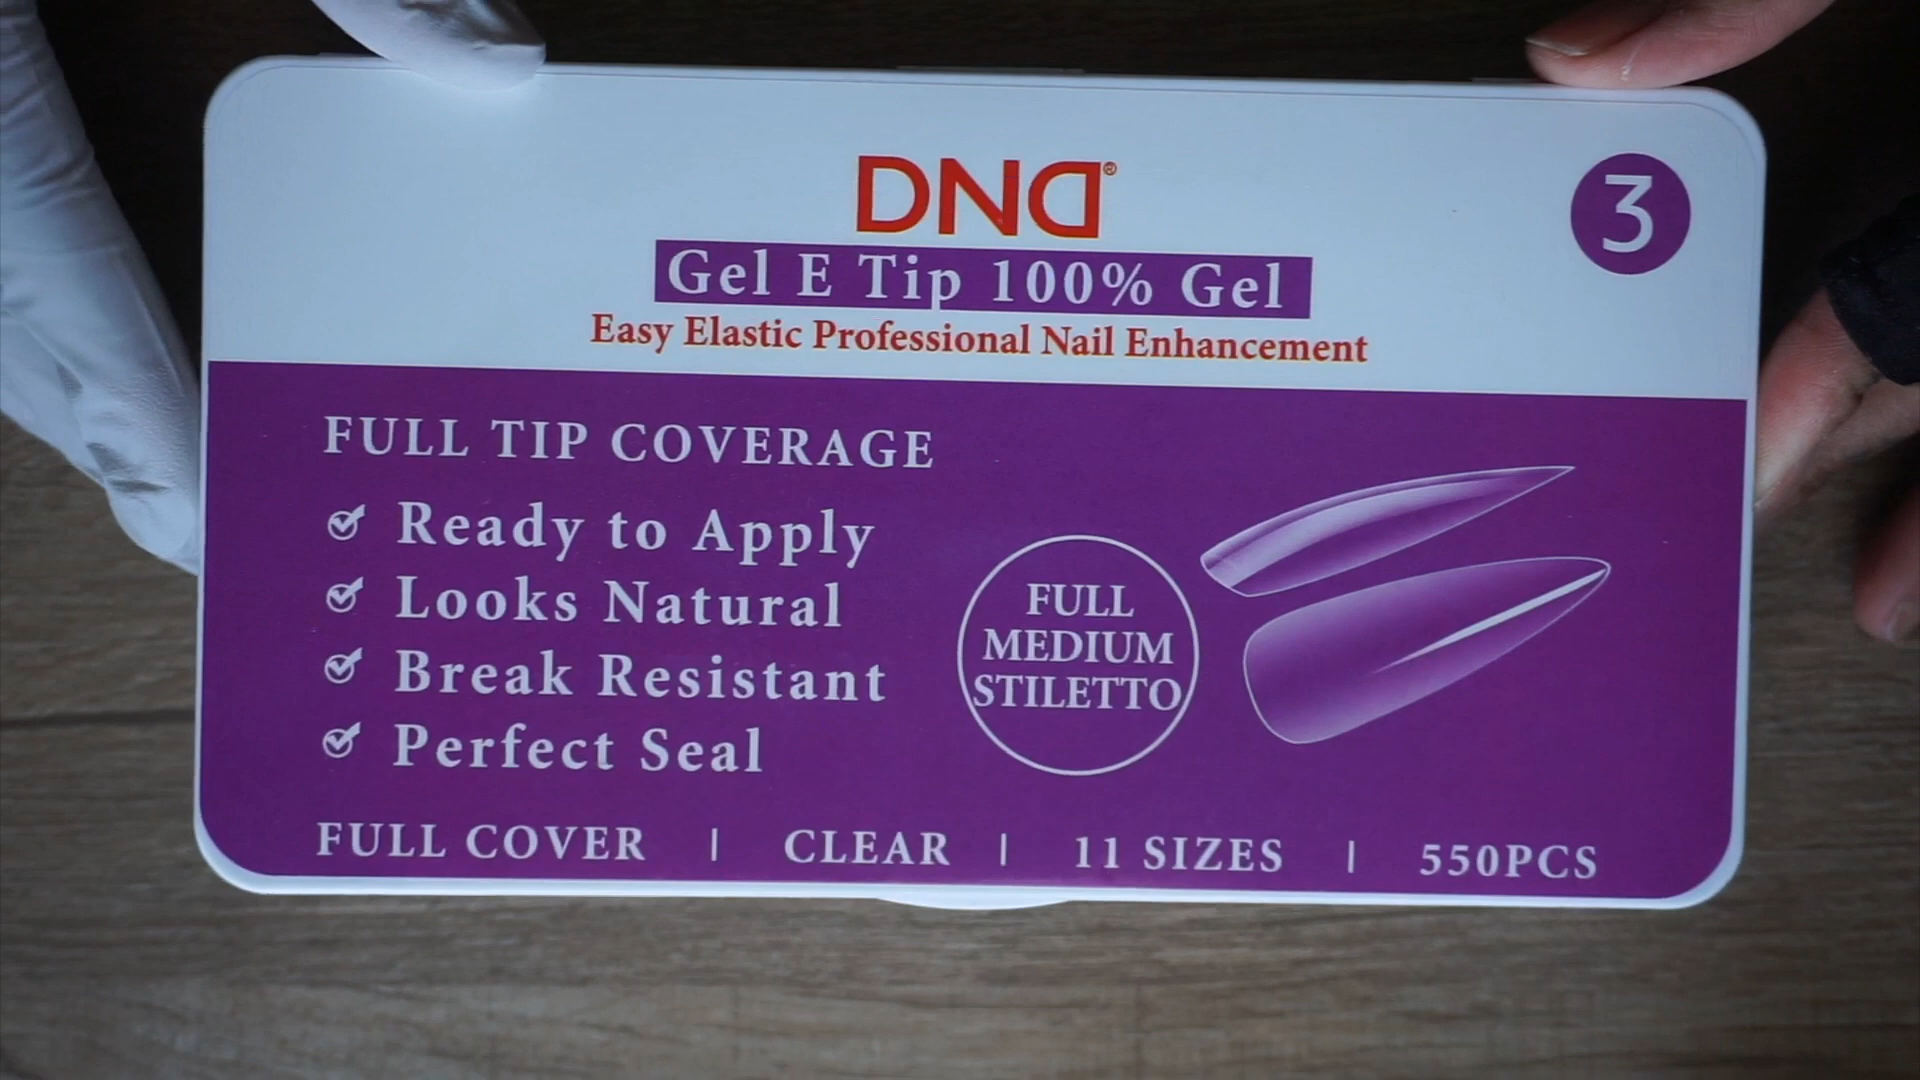 DND®
3
Gel E Tip 100% Gel
Easy Elastic Professional Nail Enhancement
FULL TIP COVERAGE
Ready to Apply
Looks Natural
Break Resistant
Perfect Seal
FULL
MEDIUM
STILETTO
FULL COVER | CLEAR | 11 SIZES | 550PCS